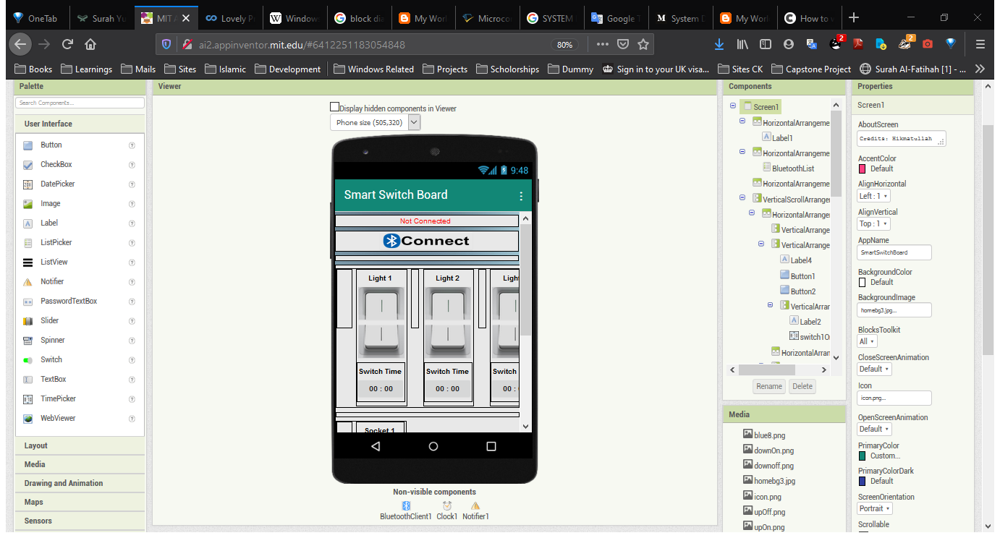 OneTab
Surah Yu
MIT A
Lovely P
Window
block dia
My Worl
Microco
SYSTEM
Google T
System D
My Worl
How to v
ai2.appinventor.mit.edu/#6412251183054848
80%
2
2
Books
Learnings
Mails
Sites
Islamic
Development
Windows Related
Projects
Scholorships
Dummy
Sign in to your UK visa...
Sites CK
Capstone Project
Surah Al-Fatihah [1] - ...
Palette
Search Components...
User Interface
Button
CheckBox
DatePicker
Image
Label
ListPicker
ListView
Notifier
PasswordTextBox
Slider
Spinner
Switch
TextBox
TimePicker
WebViewer
Layout
Media
Drawing and Animation
Maps
Sensors
Viewer
Display hidden components in Viewer
Phone size (505,320)
9:48
Smart Switch Board
Not Connected
Connect
Light 1
Light 2
Light
Switch Time
Switch Time
Switch
00 : 00
00 : 00
00 :
Socket 1
Non-visible components
BluetoothClient1
Clock1
Notifier1
Components
Screen1
HorizontalArrangeme
Label1
HorizontalArrangeme
BluetoothList
HorizontalArrangeme
VerticalScrollArranger
HorizontalArranger
VerticalArrange
VerticalArrange
Label4
Button1
Button2
VerticalArrar
Label2
switch1O
HorizontalArran
Rename
Delete
Media
blue8.png
downOn.png
downoff.png
homebg3.jpg
icon.png
upOff.png
upOn.png
Properties
Screen1
AboutScreen
Credits: Hikmatullah
AccentColor
Default
AlignHorizontal
Left : 1
AlignVertical
Top : 1
AppName
SmartSwitchBoard
BackgroundColor
Default
BackgroundImage
homebg3.jpg...
BlocksToolkit
All
CloseScreenAnimation
Default
Icon
icon.png...
OpenScreenAnimation
Default
PrimaryColor
Custom...
PrimaryColorDark
Default
ScreenOrientation
Portrait
Scrollable